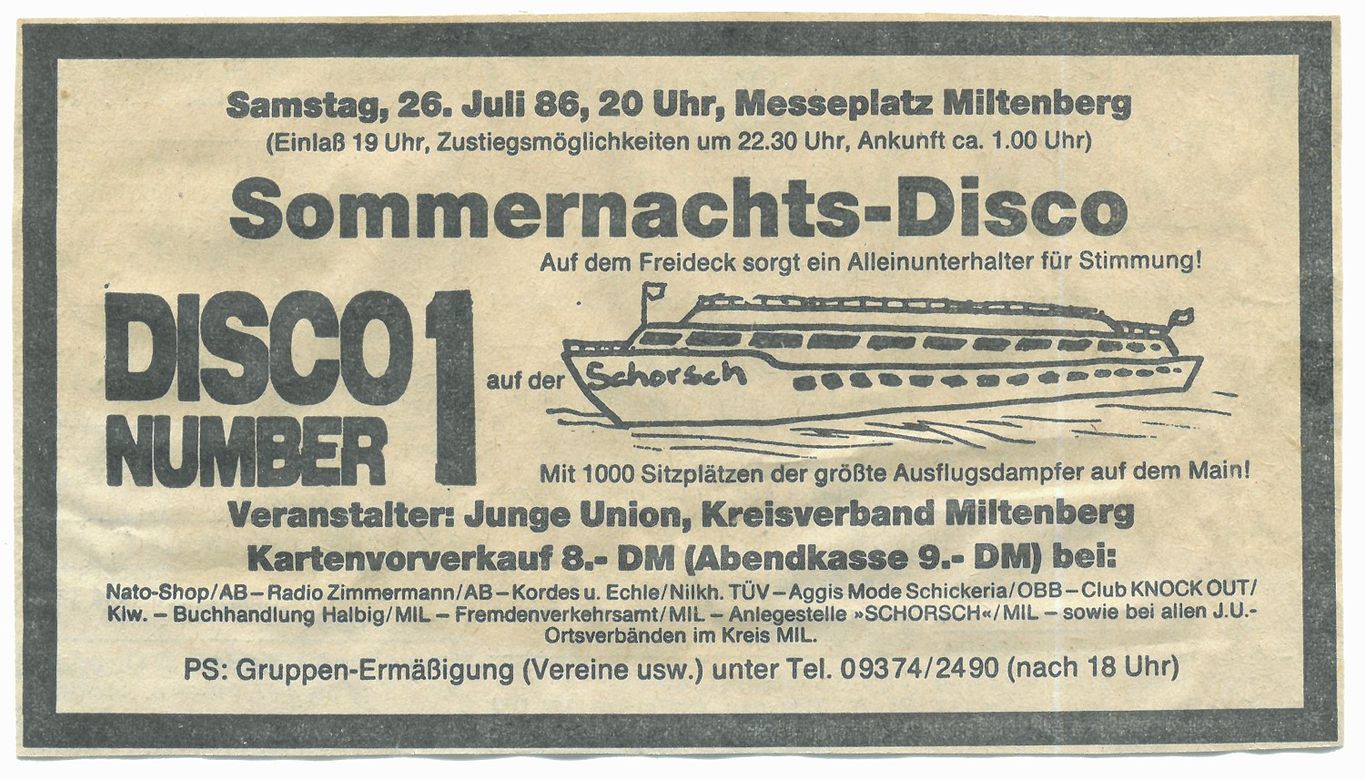 Samstag, 26. Juli 86, 20 Uhr, Messeplatz Miltenberg
(Einlaß 19 Uhr, Zustiegsmöglichkeiten um 22.30 Uhr, Ankunft ca. 1.00 Uhr)
Sommernachts-Disco
Auf dem Freideck sorgt ein Alleinunterhalter für Stimmung!
DISCO
NUMBER 1
auf der Schorsch
Mit 1000 Sitzplätzen der größte Ausflugsdampfer auf dem Main!
Veranstalter: Junge Union, Kreisverband Miltenberg
Kartenvorverkauf 8.- DM (Abendkasse 9.- DM) bei:
Nato-Shop/AB – Radio Zimmermann/AB – Kordes u. Echle/Nilkh. TÜV – Aggis Mode Schickeria/OBB – Club KNOCK OUT/
Klw. – Buchhandlung Halbig/MIL – Fremdenverkehrsamt/MIL – Anlegestelle »SCHORSCH«/MIL – sowie bei allen J.U.-
Ortsverbänden im Kreis MIL.
PS: Gruppen-Ermäßigung (Vereine usw.) unter Tel. 09374/2490 (nach 18 Uhr)